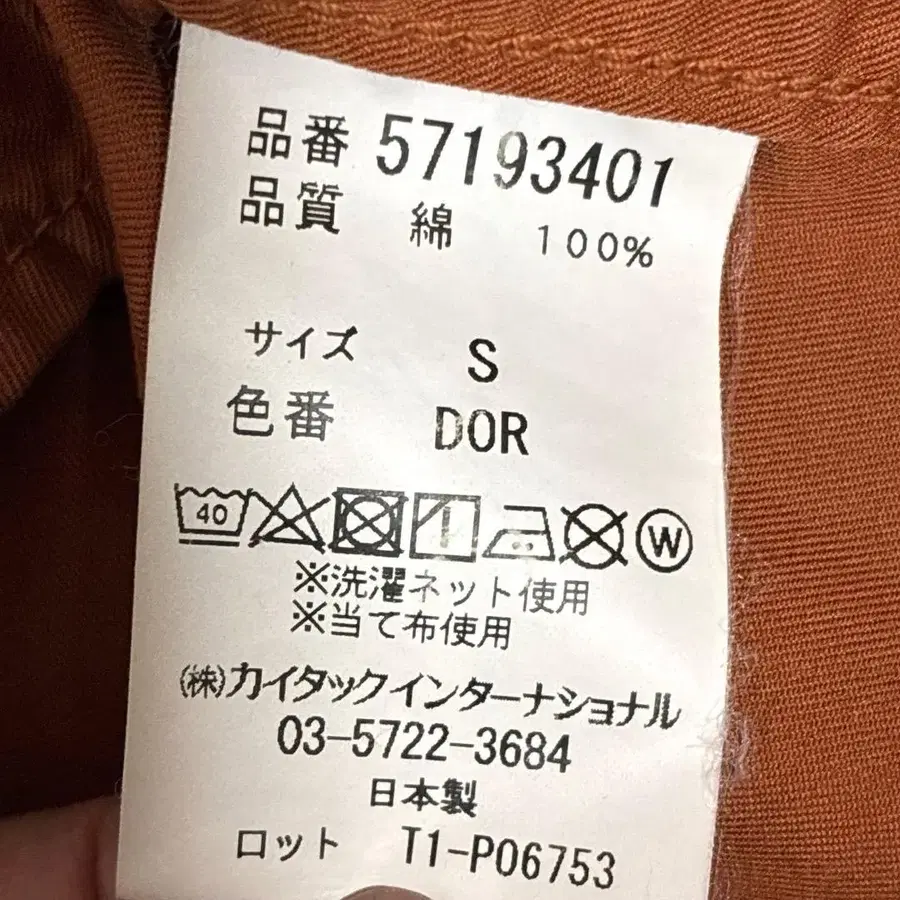 品番 57193401
品質 綿 100%
サイズ S
色番 DOR
40 W
※洗濯ネット使用
※当て布使用
㈱カイタックインターナショナル
03-5722-3684
日本製
ロット T1-P06753